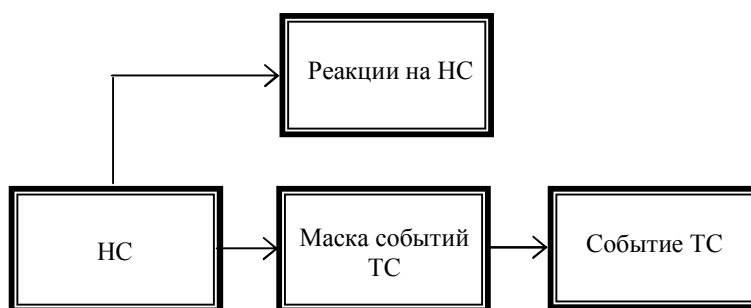 Реакции на НС
НС
Маска событий
ТС
Событие ТС